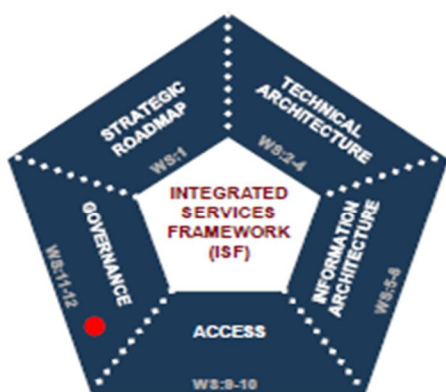 STRATEGIC
ROADMAP
WS:1
TECHNICAL
ARCHITECTURE
WS:2-4
INTEGRATED
SERVICES
FRAMEWORK
(ISF)
GOVERNANCE
WS:11-12
INFORMATION
ARCHITECTURE
WS:5-8
ACCESS
WS:9-10